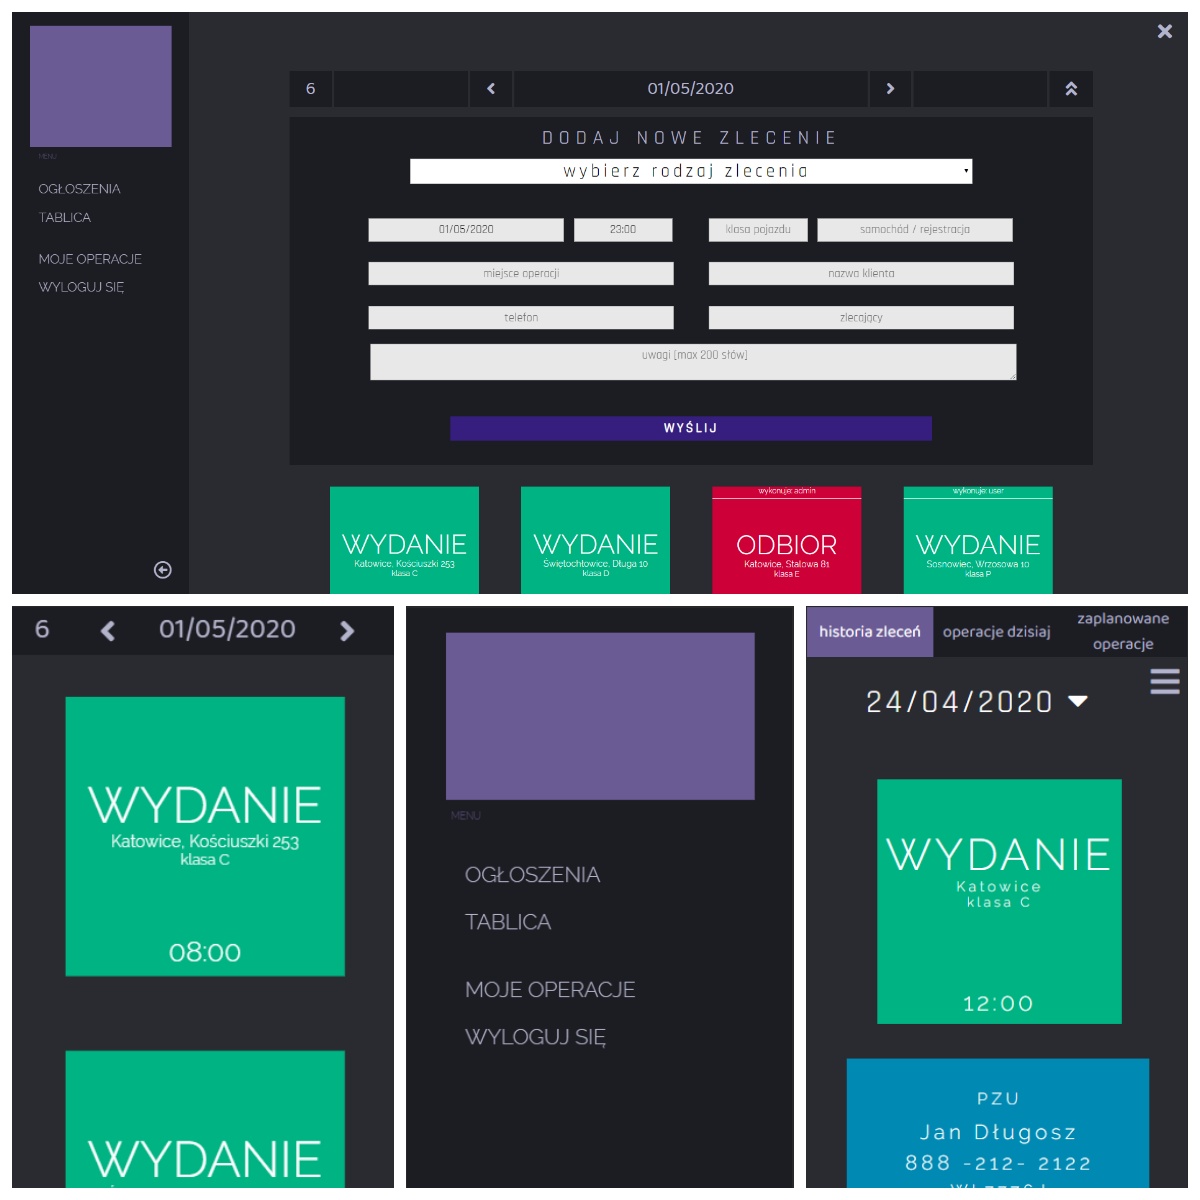 MENU
OGŁOSZENIA
TABLICA
MOJE OPERACJE
WYLOGUJ SIĘ
6
01/05/2020
DODAJ NOWE ZLECENIE
wybierz rodzaj zlecenia
01/05/2020 23:00 klasa pojazdu samochód / rejestracja
miejsce operacji nazwa klienta
telefon zlecający
uwagi [max 200 słów]
WYŚLIJ
WYDANIE
Katowice, Kościuszki 253
klasa C
WYDANIE
Świętochłowice, Długa 10
klasa D
wykonuje: admin
ODBIOR
Katowice, Stalowa 81
klasa E
wykonuje: user
WYDANIE
Sosnowiec, Wrzosowa 10
klasa P
6 01/05/2020
WYDANIE
Katowice, Kościuszki 253
klasa C
08:00
WYDANIE
MENU
OGŁOSZENIA
TABLICA
MOJE OPERACJE
WYLOGUJ SIĘ
historia zleceń
operacje dzisiaj
zaplanowane
operacje
24/04/2020
WYDANIE
Katowice
klasa C
12:00
PZU
Jan Długosz
888 -212- 2122